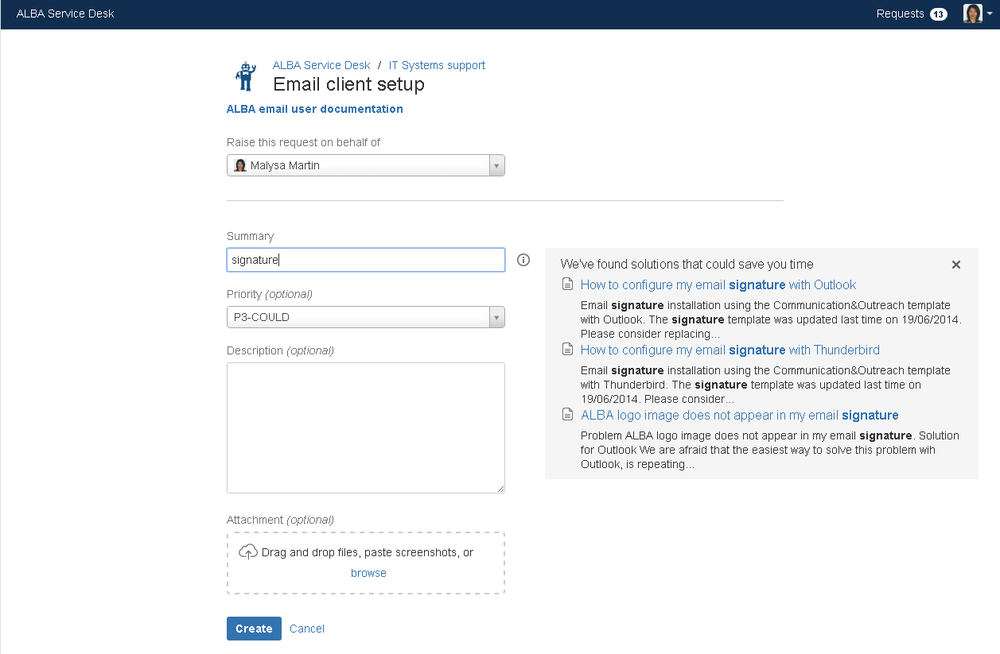 ALBA Service Desk
Requests 13
ALBA Service Desk / IT Systems support
Email client setup
ALBA email user documentation
Raise this request on behalf of
Malysa Martin
Summary
signature
Priority (optional)
P3-COULD
Description (optional)
Attachment (optional)
Drag and drop files, paste screenshots, or
browse
Create Cancel
We've found solutions that could save you time
How to configure my email signature with Outlook
Email signature installation using the Communication&Outreach template
with Outlook. The signature template was updated last time on 19/06/2014.
Please consider replacing...
How to configure my email signature with Thunderbird
Email signature installation using the Communication&Outreach template
with Thunderbird. The signature template was updated last time on
19/06/2014. Please consider...
ALBA logo image does not appear in my email signature
Problem ALBA logo image does not appear in my email signature. Solution
for Outlook We are afraid that the easiest way to solve this problem wih
Outlook, is repeating...